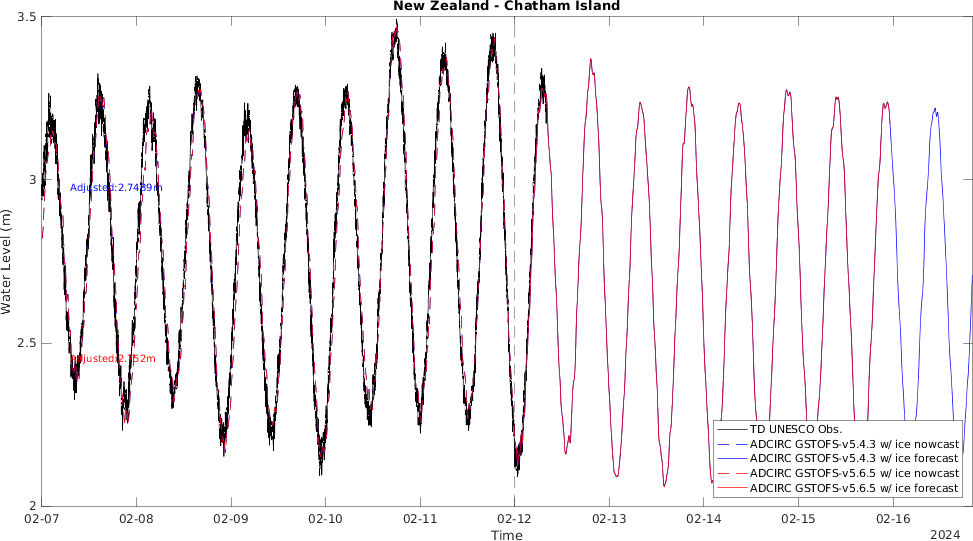 New Zealand - Chatham Island
3.5
3
2.5
2
Water Level (m)
Adjusted:2.7489m
Adjusted:2.752m
TD UNESCO Obs.
ADCIRC GSTOFS-v5.4.3 w/ ice nowcast
ADCIRC GSTOFS-v5.4.3 w/ ice forecast
ADCIRC GSTOFS-v5.6.5 w/ ice nowcast
ADCIRC GSTOFS-v5.6.5 w/ ice forecast
02-07 02-08 02-09 02-10 02-11 02-12 02-13 02-14 02-15 02-16
Time
2024